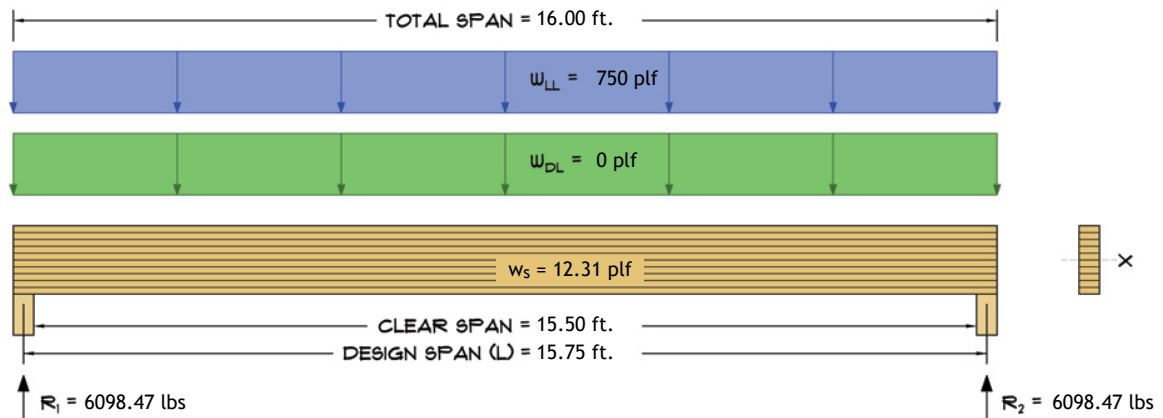 TOTAL SPAN = 16.00 ft.
WLL = 750 plf
WDL = 0 plf
ws = 12.31 plf
X
CLEAR SPAN = 15.50 ft.
DESIGN SPAN (L) = 15.75 ft.
R1 = 6098.47 lbs
R2 = 6098.47 lbs